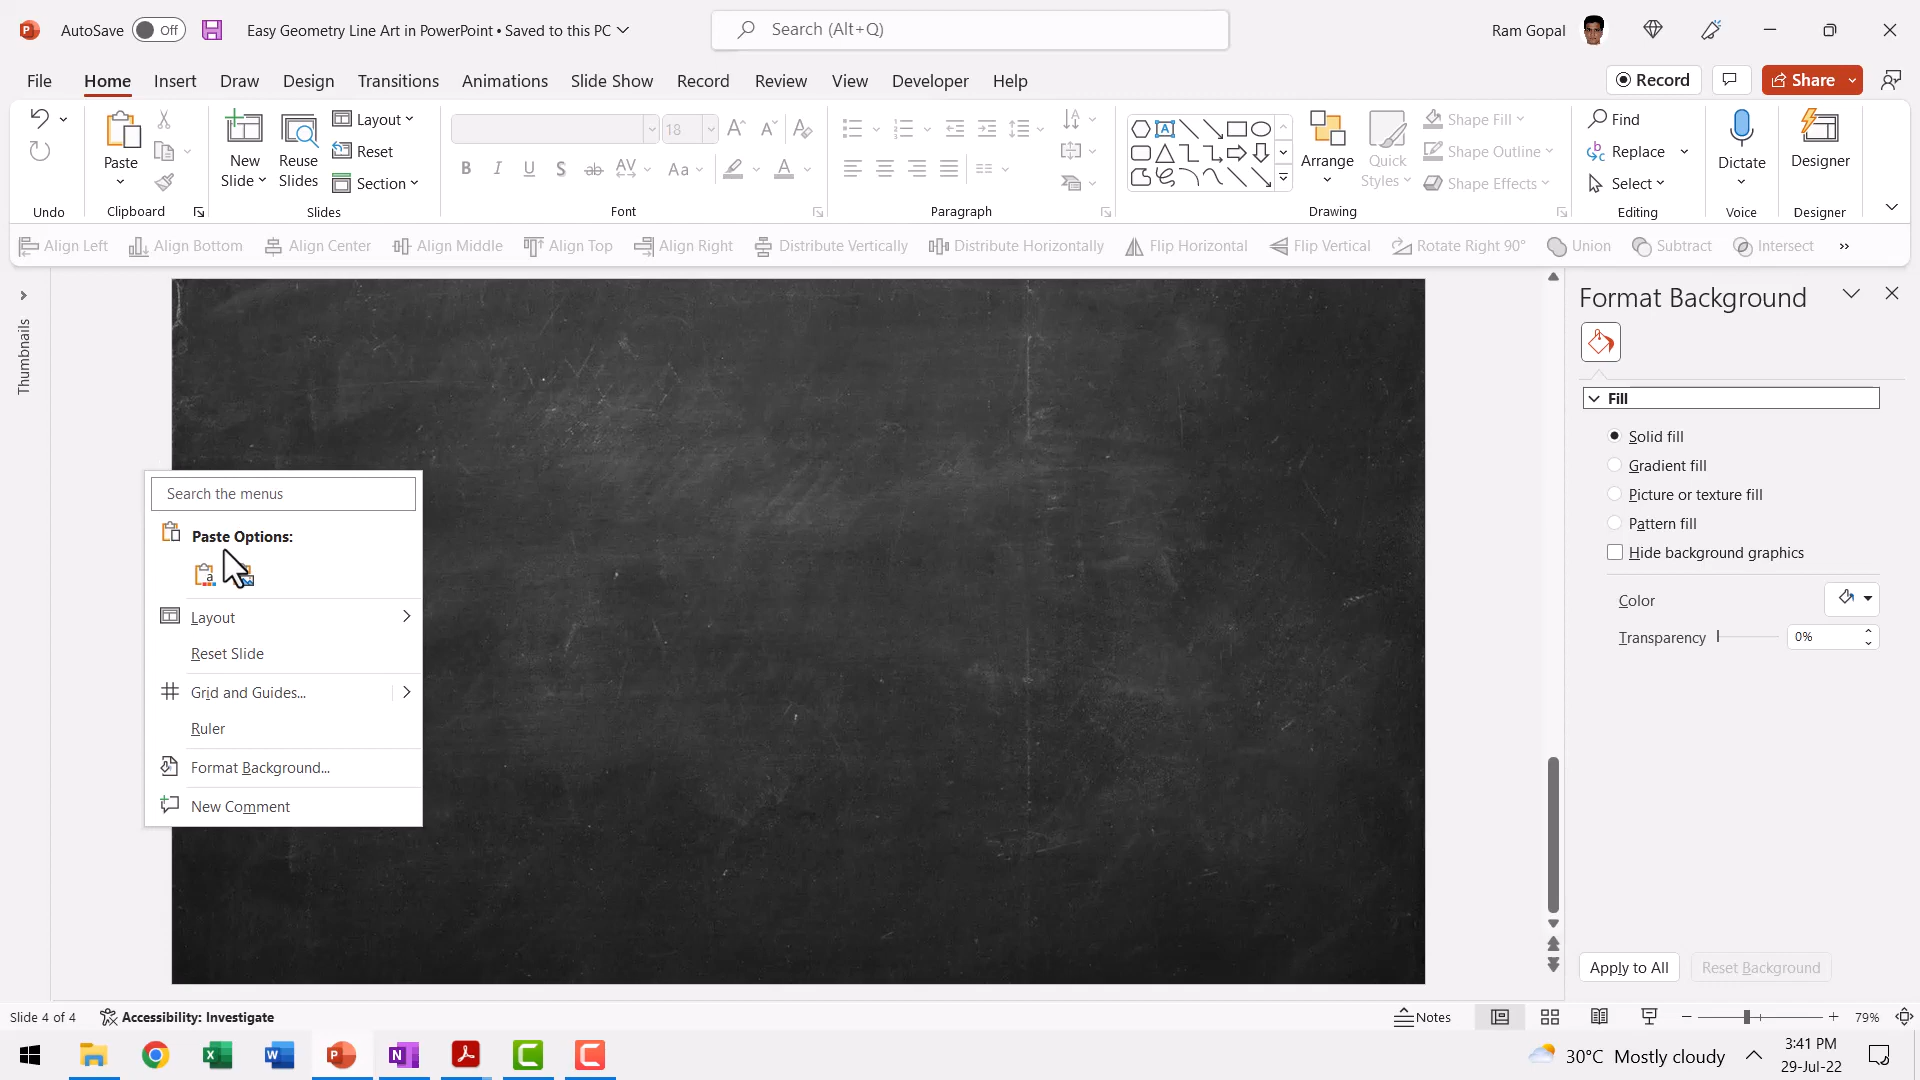 AutoSave Off Easy Geometry Line Art in PowerPoint • Saved to this PC Search (Alt+Q) Ram Gopal
File Home Insert Draw Design Transitions Animations Slide Show Record Review View Developer Help Record Share
Paste
New Slide
Reuse Slides
Layout
Reset
Section
18
B I U S ab AV Aa A
Shape Fill
Shape Outline
Shape Effects
Arrange
Quick Styles
Find
Replace
Select
Dictate
Designer
Undo Clipboard Slides Font Paragraph Drawing Editing Voice Designer
Align Left Align Bottom Align Center Align Middle Align Top Align Right Distribute Vertically Distribute Horizontally Flip Horizontal Flip Vertical Rotate Right 90° Union Subtract Intersect
Thumbnails
Search the menus
Paste Options:
Layout
Reset Slide
Grid and Guides...
Ruler
Format Background...
New Comment
Format Background
Fill
Solid fill
Gradient fill
Picture or texture fill
Pattern fill
Hide background graphics
Color
Transparency 0%
Apply to All Reset Background
Slide 4 of 4 Accessibility: Investigate Notes 79%
30°C Mostly cloudy
3:41 PM
29-Jul-22